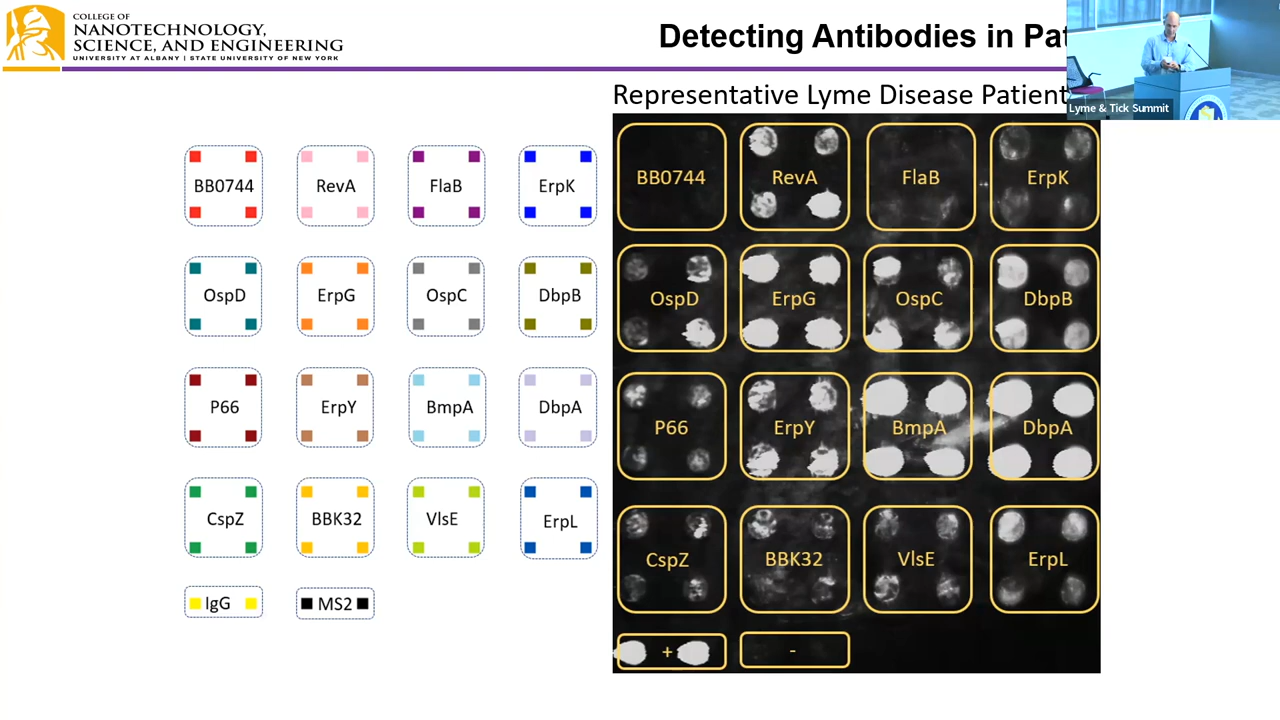 COLLEGE OF
NANOTECHNOLOGY,
SCIENCE, AND ENGINEERING
UNIVERSITY AT ALBANY | STATE UNIVERSITY OF NEW YORK
Detecting Antibodies in
Lyme & Tick Summit
Representative Lyme Disease Patient
BB0744 RevA FlaB ErpK
OspD ErpG OspC DbpB
P66 ErpY BmpA DbpA
CspZ BBK32 VlsE ErpL
IgG MS2
BB0744 RevA FlaB ErpK
OspD ErpG OspC DbpB
P66 ErpY BmpA DbpA
CspZ BBK32 VlsE ErpL
+ -